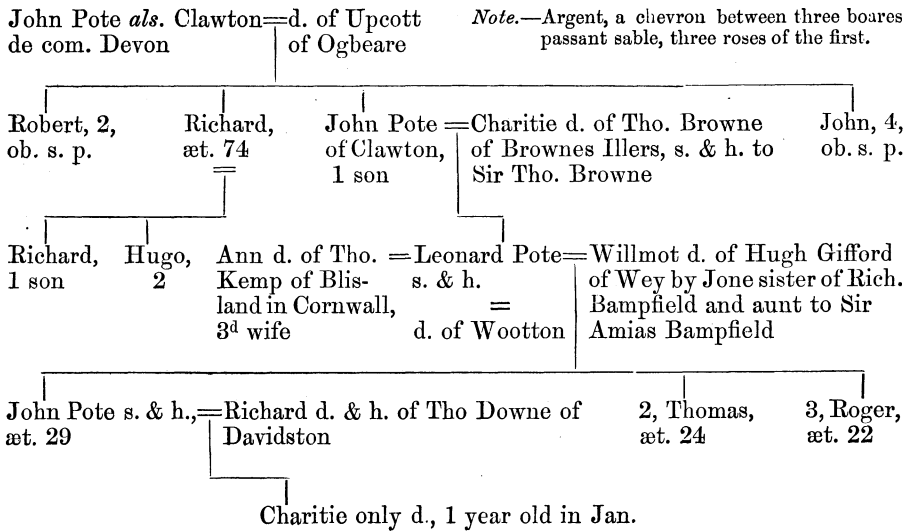 John Pote als. Clawton=d. of Upcott
de com. Devon of Ogbeare
Note.—Argent, a chevron between three boares
passant sable, three roses of the first.
Robert, 2,
ob. s. p.
Richard,
æt. 74
=
John Pote
of Clawton,
1 son
=Charitie d. of Tho. Browne
of Brownes Illers, s. & h. to
Sir Tho. Browne
John, 4,
ob. s. p.
Richard,
1 son
Hugo,
2
Ann d. of Tho.
Kemp of Blis-
land in Cornwall,
3d wife
=Leonard Pote=
s. & h.
=
d. of Wootton
Willmot d. of Hugh Gifford
of Wey by Jone sister of Rich.
Bampfield and aunt to Sir
Amias Bampfield
John Pote s. & h.,=
æt. 29
Richard d. & h. of Tho Downe of
Davidston
2, Thomas,
æt. 24
3, Roger,
æt. 22
Charitie only d., 1 year old in Jan.